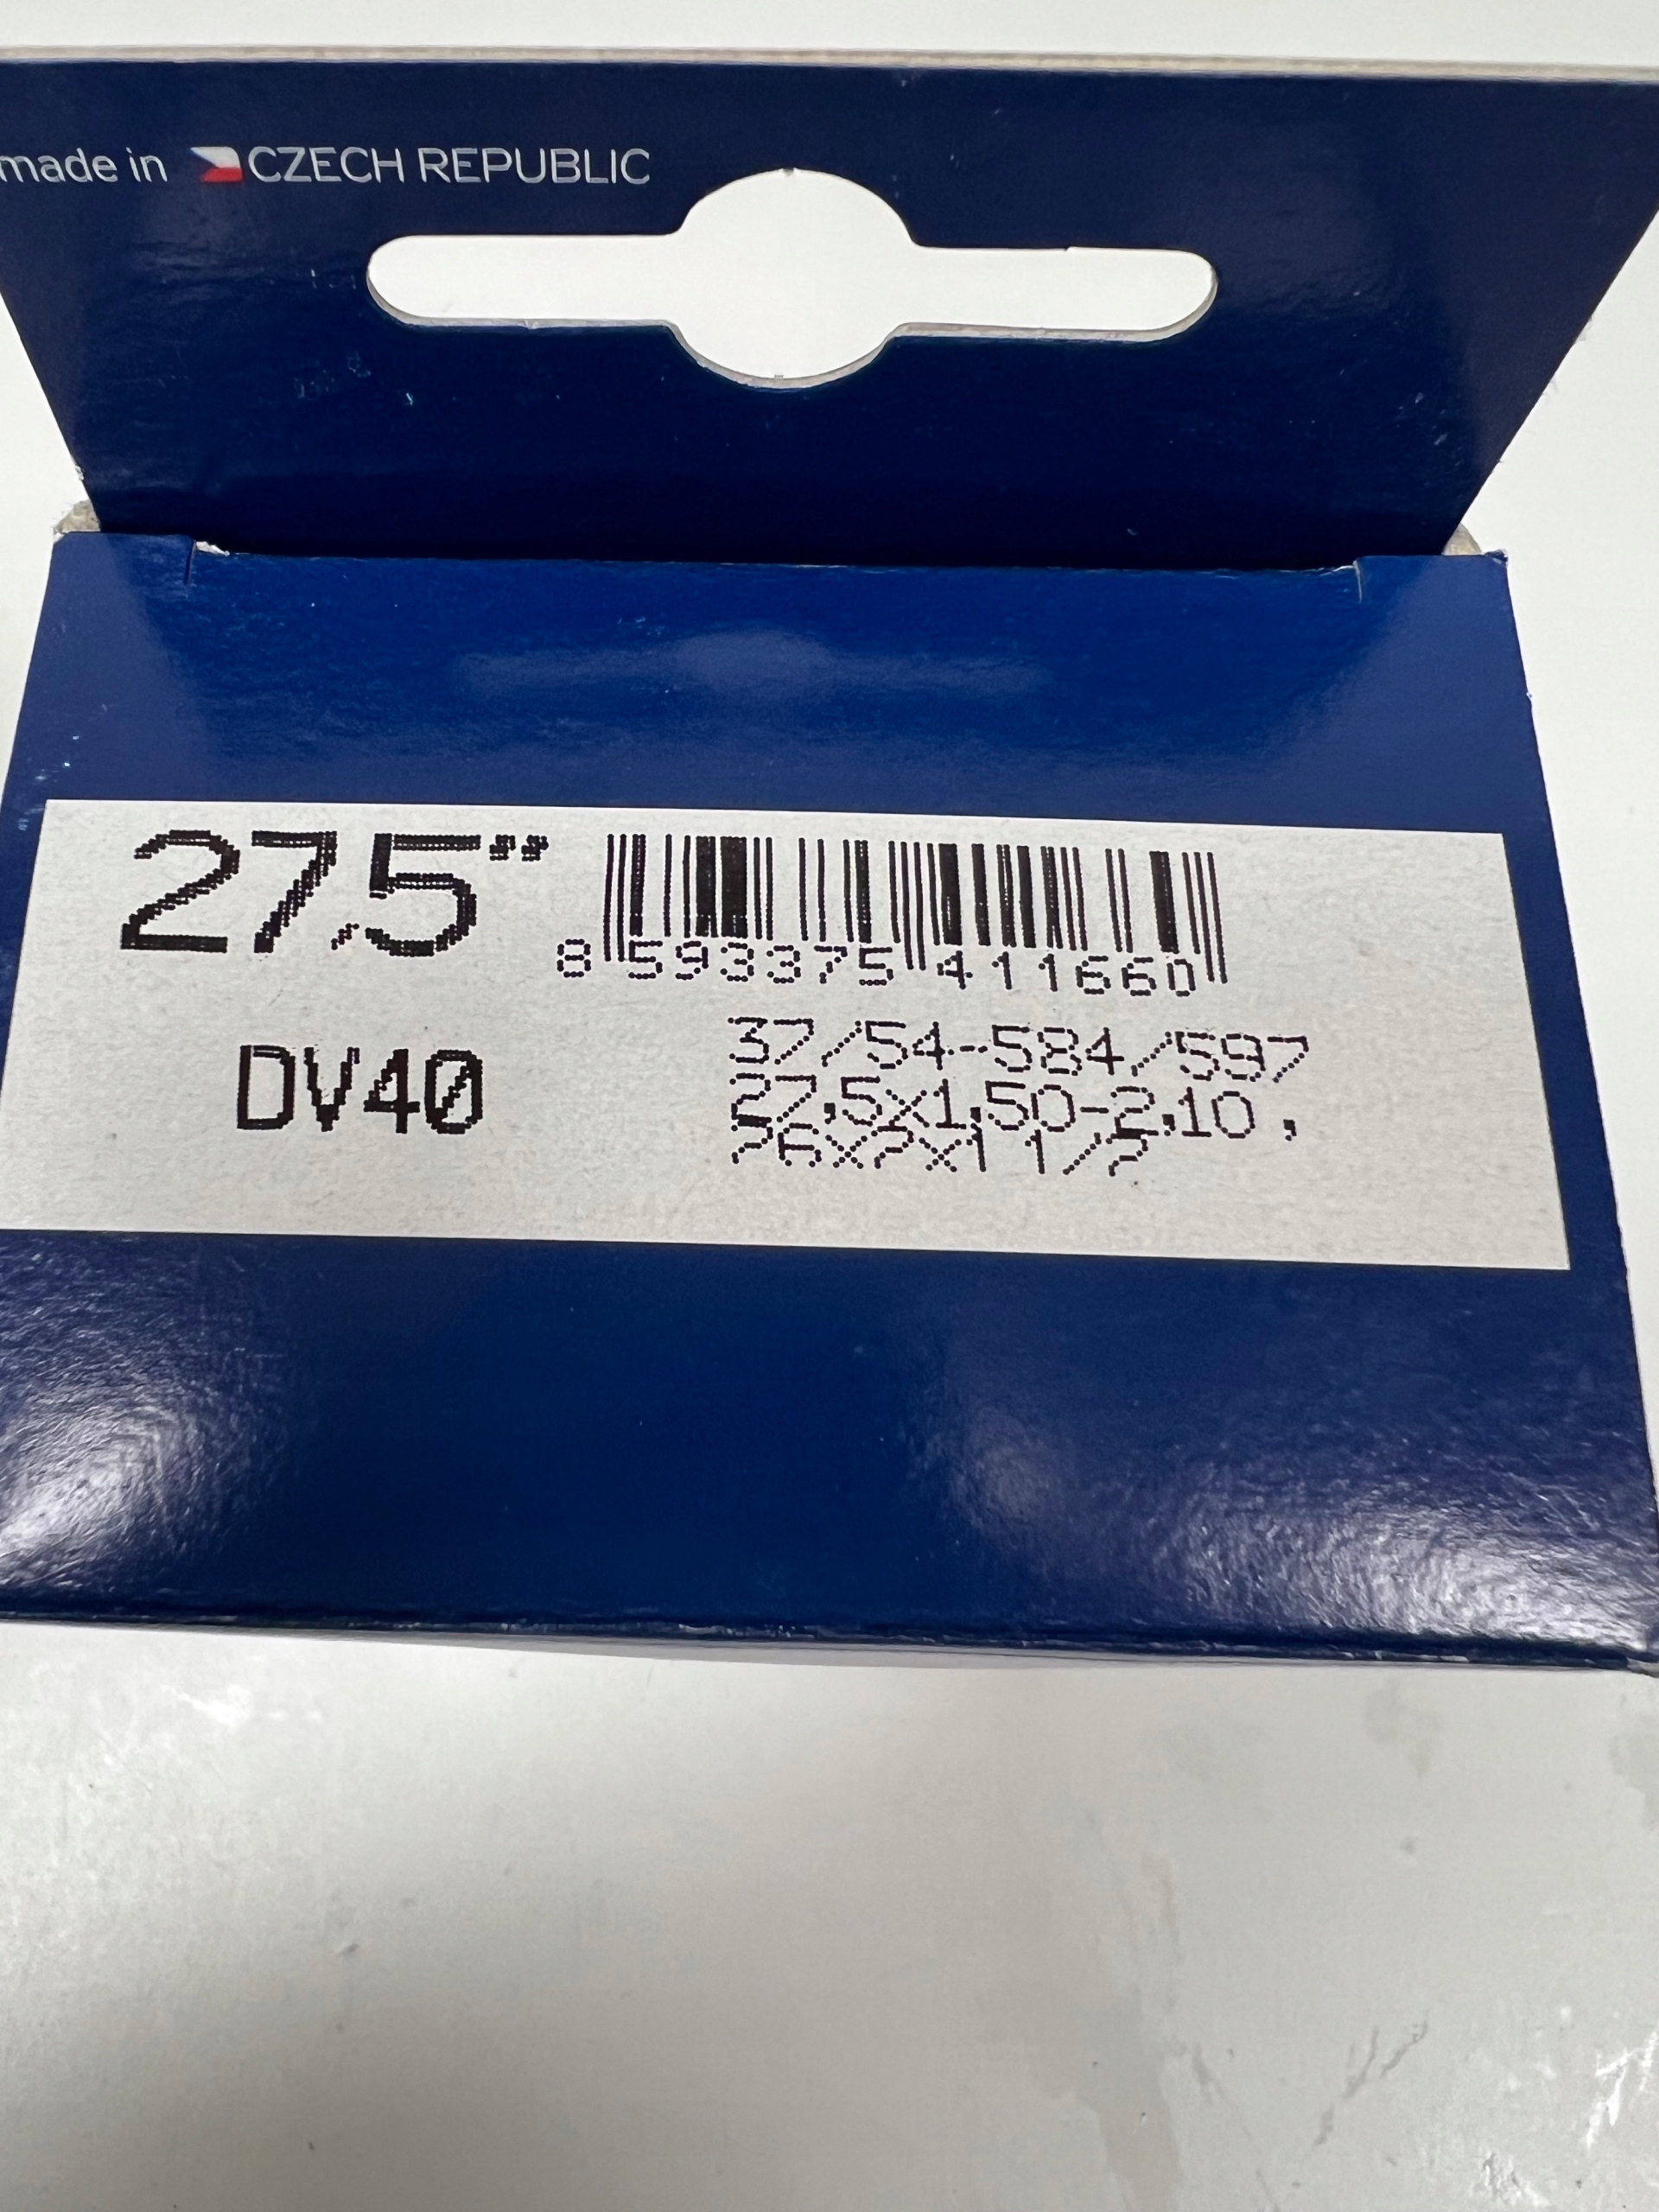 made in CZECH REPUBLIC
27,5"
8 593375 411660
DV40
37/54-584/597
27,5x1,50-2,10 ,
26x2x1 1/2